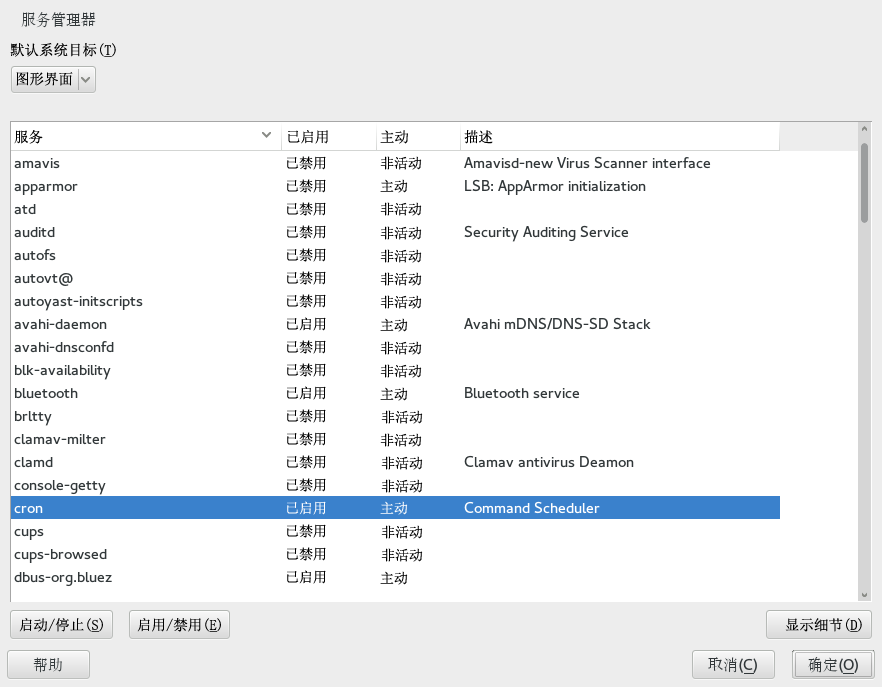 服务管理器
默认系统目标(T)
图形界面
服务 已启用 主动 描述
amavis 已禁用 非活动 Amavisd-new Virus Scanner interface
apparmor 已禁用 主动 LSB: AppArmor initialization
atd 已禁用 非活动
auditd 已禁用 非活动 Security Auditing Service
autofs 已禁用 非活动
autovt@ 已禁用 非活动
autoyast-initscripts 已禁用 非活动
avahi-daemon 已启用 主动 Avahi mDNS/DNS-SD Stack
avahi-dnsconfd 已禁用 非活动
blk-availability 已禁用 非活动
bluetooth 已启用 主动 Bluetooth service
brltty 已禁用 非活动
clamav-milter 已禁用 非活动
clamd 已禁用 非活动 Clamav antivirus Deamon
console-getty 已禁用 非活动
cron 已启用 主动 Command Scheduler
cups 已禁用 非活动
cups-browsed 已禁用 非活动
dbus-org.bluez 已启用 主动
启动/停止(S) 启用/禁用(E) 显示细节(D)
帮助 取消(C) 确定(O)